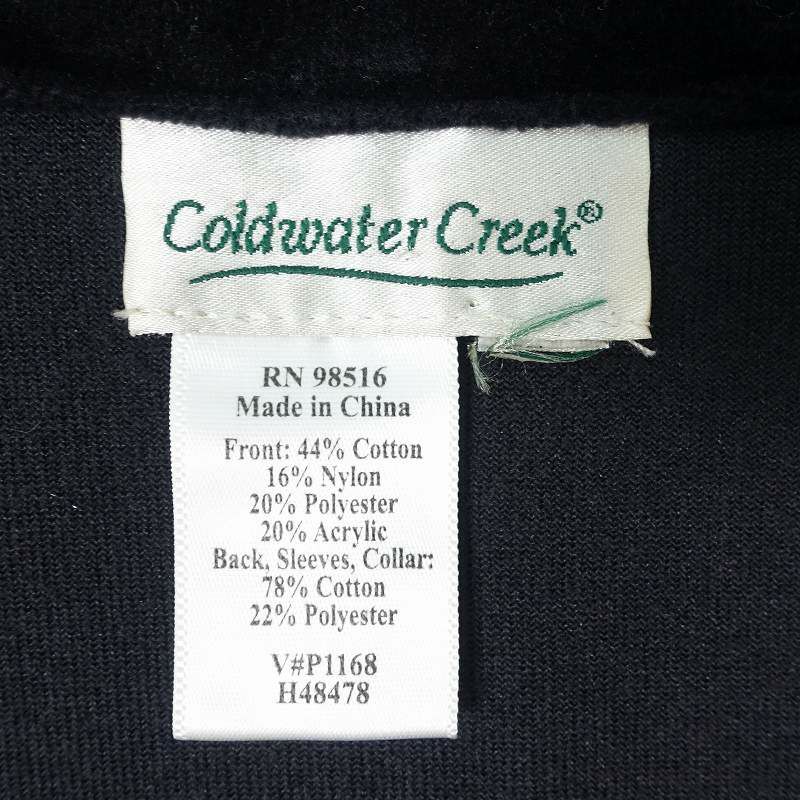 Coldwater Creek®
RN 98516
Made in China
Front: 44% Cotton
16% Nylon
20% Polyester
20% Acrylic
Back, Sleeves, Collar:
78% Cotton
22% Polyester
V#P1168
H48478